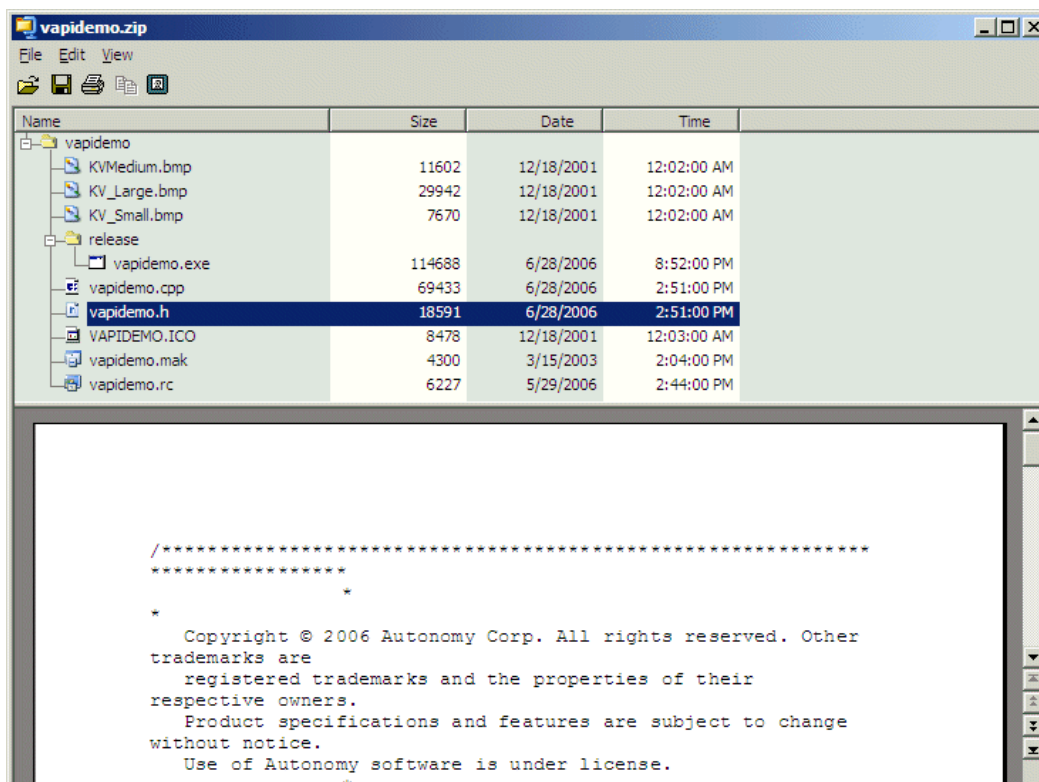 vapidemo.zip
File Edit View
Name Size Date Time
vapidemo
KVMedium.bmp 11602 12/18/2001 12:02:00 AM
KV_Large.bmp 29942 12/18/2001 12:02:00 AM
KV_Small.bmp 7670 12/18/2001 12:02:00 AM
release
vapidemo.exe 114688 6/28/2006 8:52:00 PM
vapidemo.cpp 69433 6/28/2006 2:51:00 PM
vapidemo.h 18591 6/28/2006 2:51:00 PM
VAPIDEMO.ICO 8478 12/18/2001 12:03:00 AM
vapidemo.mak 4300 3/15/2003 2:04:00 PM
vapidemo.rc 6227 5/29/2006 2:44:00 PM
/*************************************************************
*****************
*
*
Copyright © 2006 Autonomy Corp. All rights reserved. Other
trademarks are
registered trademarks and the properties of their
respective owners.
Product specifications and features are subject to change
without notice.
Use of Autonomy software is under license.